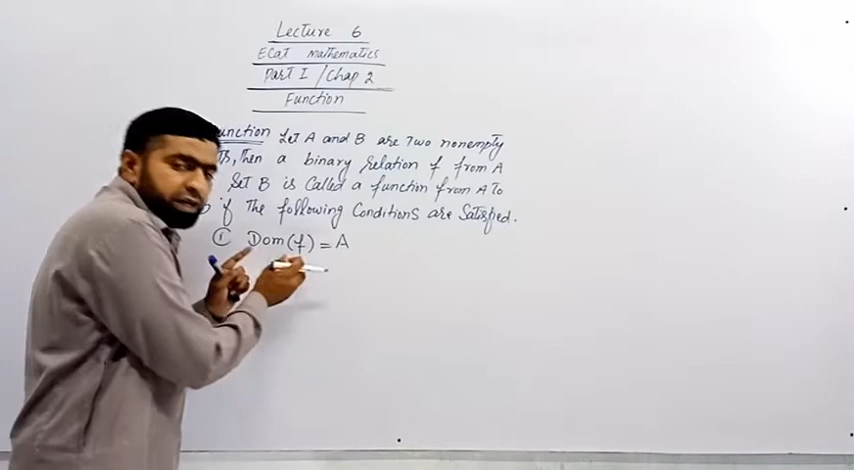 Lecture 6
ECat mathematics
Part I / Chap 2
Function
unction Let A and B are Two nonempty
Ts, Then a binary relation f from A
Set B is Called a function from A To
if The following Conditions are Satisfied.
① Dom(f) = A